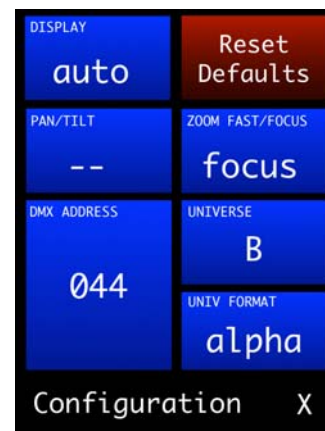 DISPLAY
auto
Reset
Defaults
PAN/TILT
--
ZOOM FAST/FOCUS
focus
DMX ADDRESS
044
UNIVERSE
B
UNIV FORMAT
alpha
Configuration X